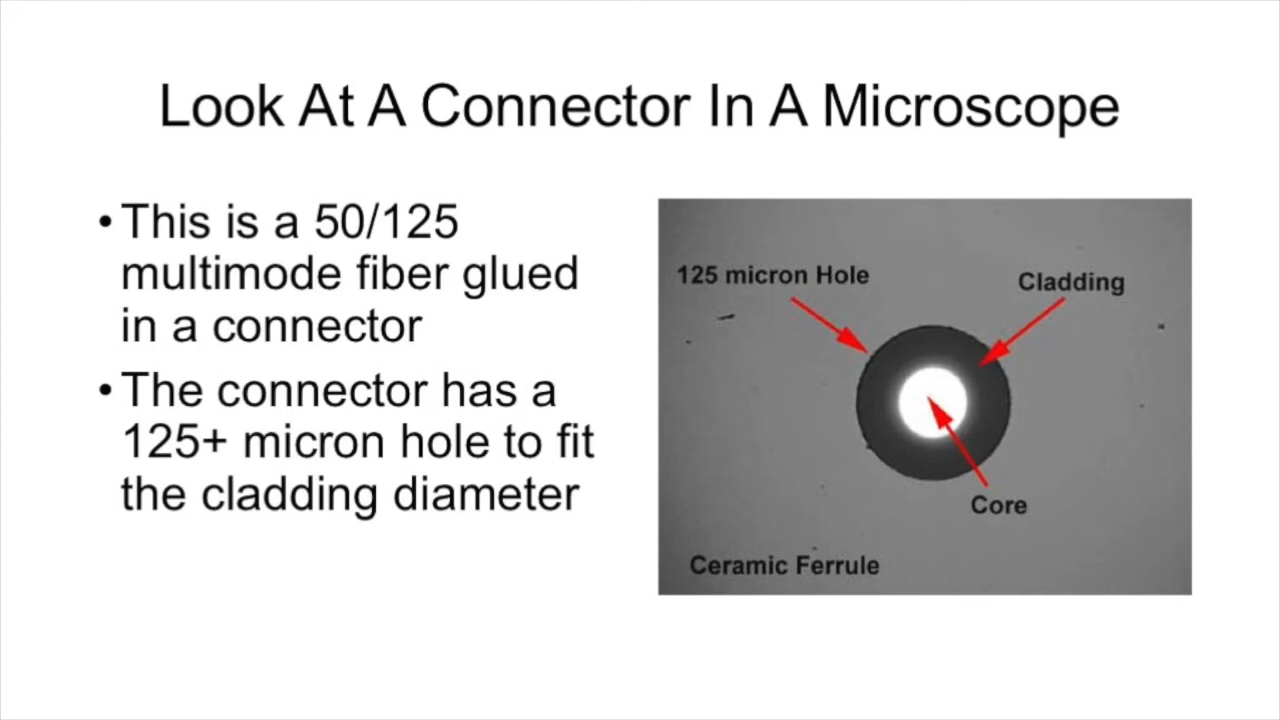 Look At A Connector In A Microscope
• This is a 50/125
multimode fiber glued
in a connector
• The connector has a
125+ micron hole to fit
the cladding diameter
125 micron Hole
Cladding
Core
Ceramic Ferrule